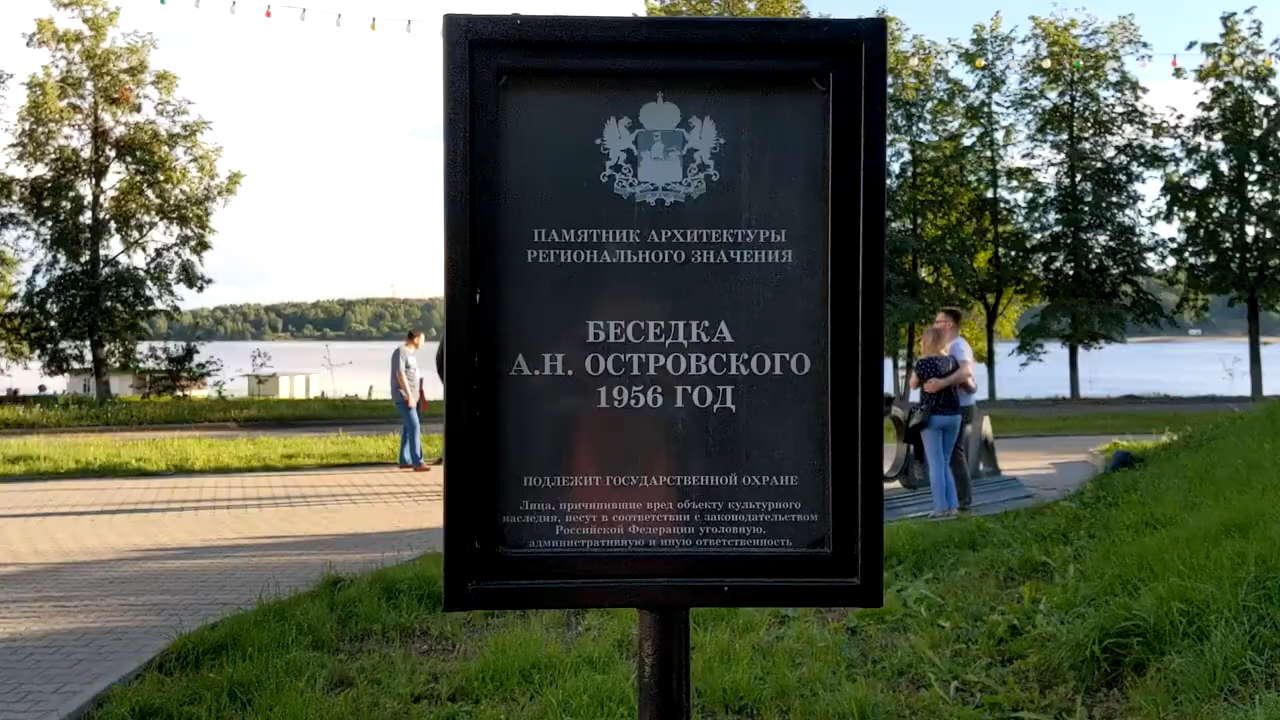 ПАМЯТНИК АРХИТЕКТУРЫ
РЕГИОНАЛЬНОГО ЗНАЧЕНИЯ
БЕСЕДКА
А.Н. ОСТРОВСКОГО
1956 ГОД
ПОДЛЕЖИТ ГОСУДАРСТВЕННОЙ ОХРАНЕ
Лица, причинившие вред объекту культурного
наследия, несут в соответствии с законодательством
Российской Федерации уголовную,
административную и иную ответственность